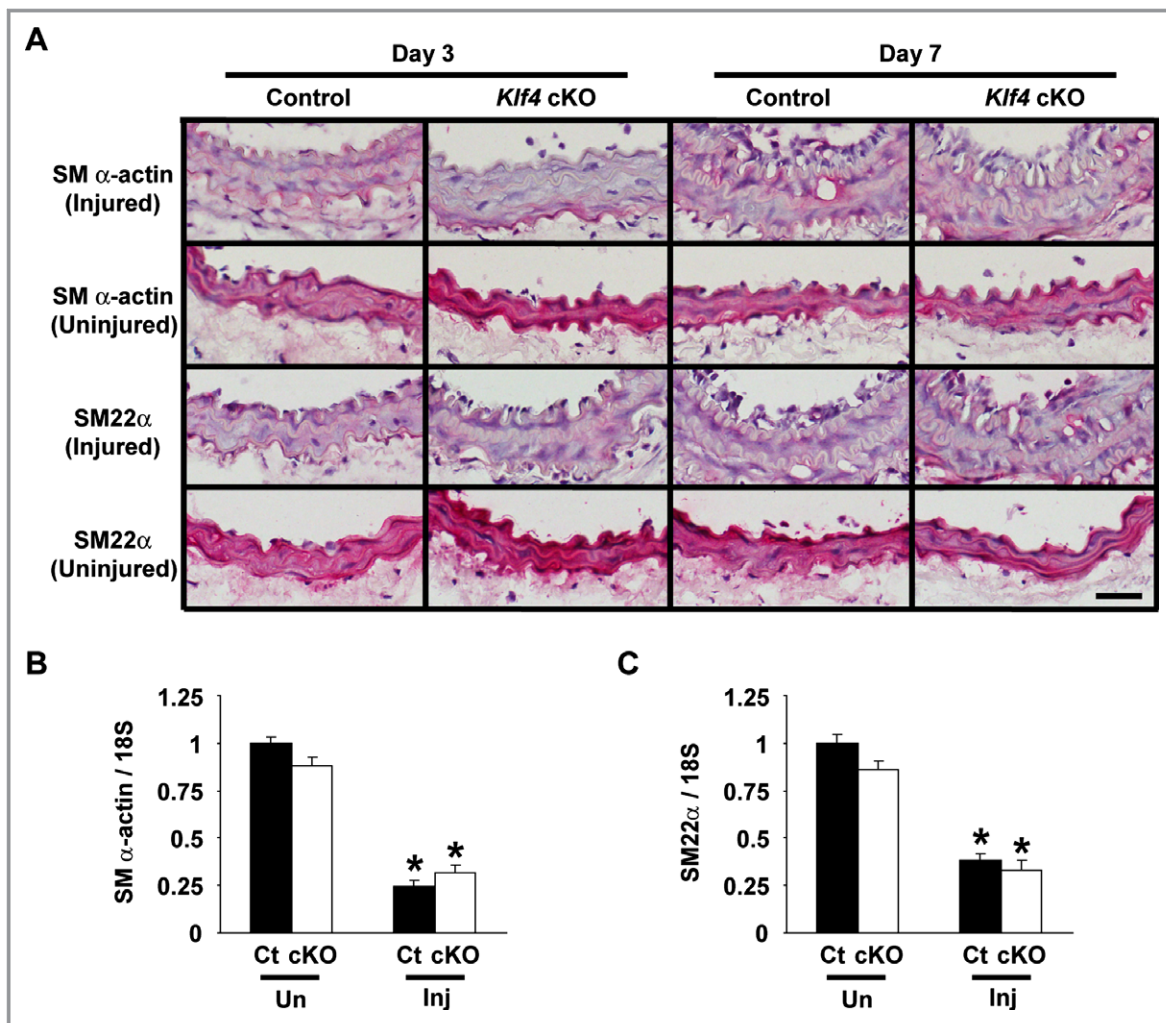 A
Day 3 Day 7
Control Klf4 cKO Control Klf4 cKO
SM α-actin
(Injured)
SM α-actin
(Uninjured)
SM22α
(Injured)
SM22α
(Uninjured)
B
SM α-actin / 18S
1.25
1
0.75
0.5
0.25
0
* *
Ct cKO Ct cKO
Un Inj
C
SM22α / 18S
1.25
1
0.75
0.5
0.25
0
* *
Ct cKO Ct cKO
Un Inj